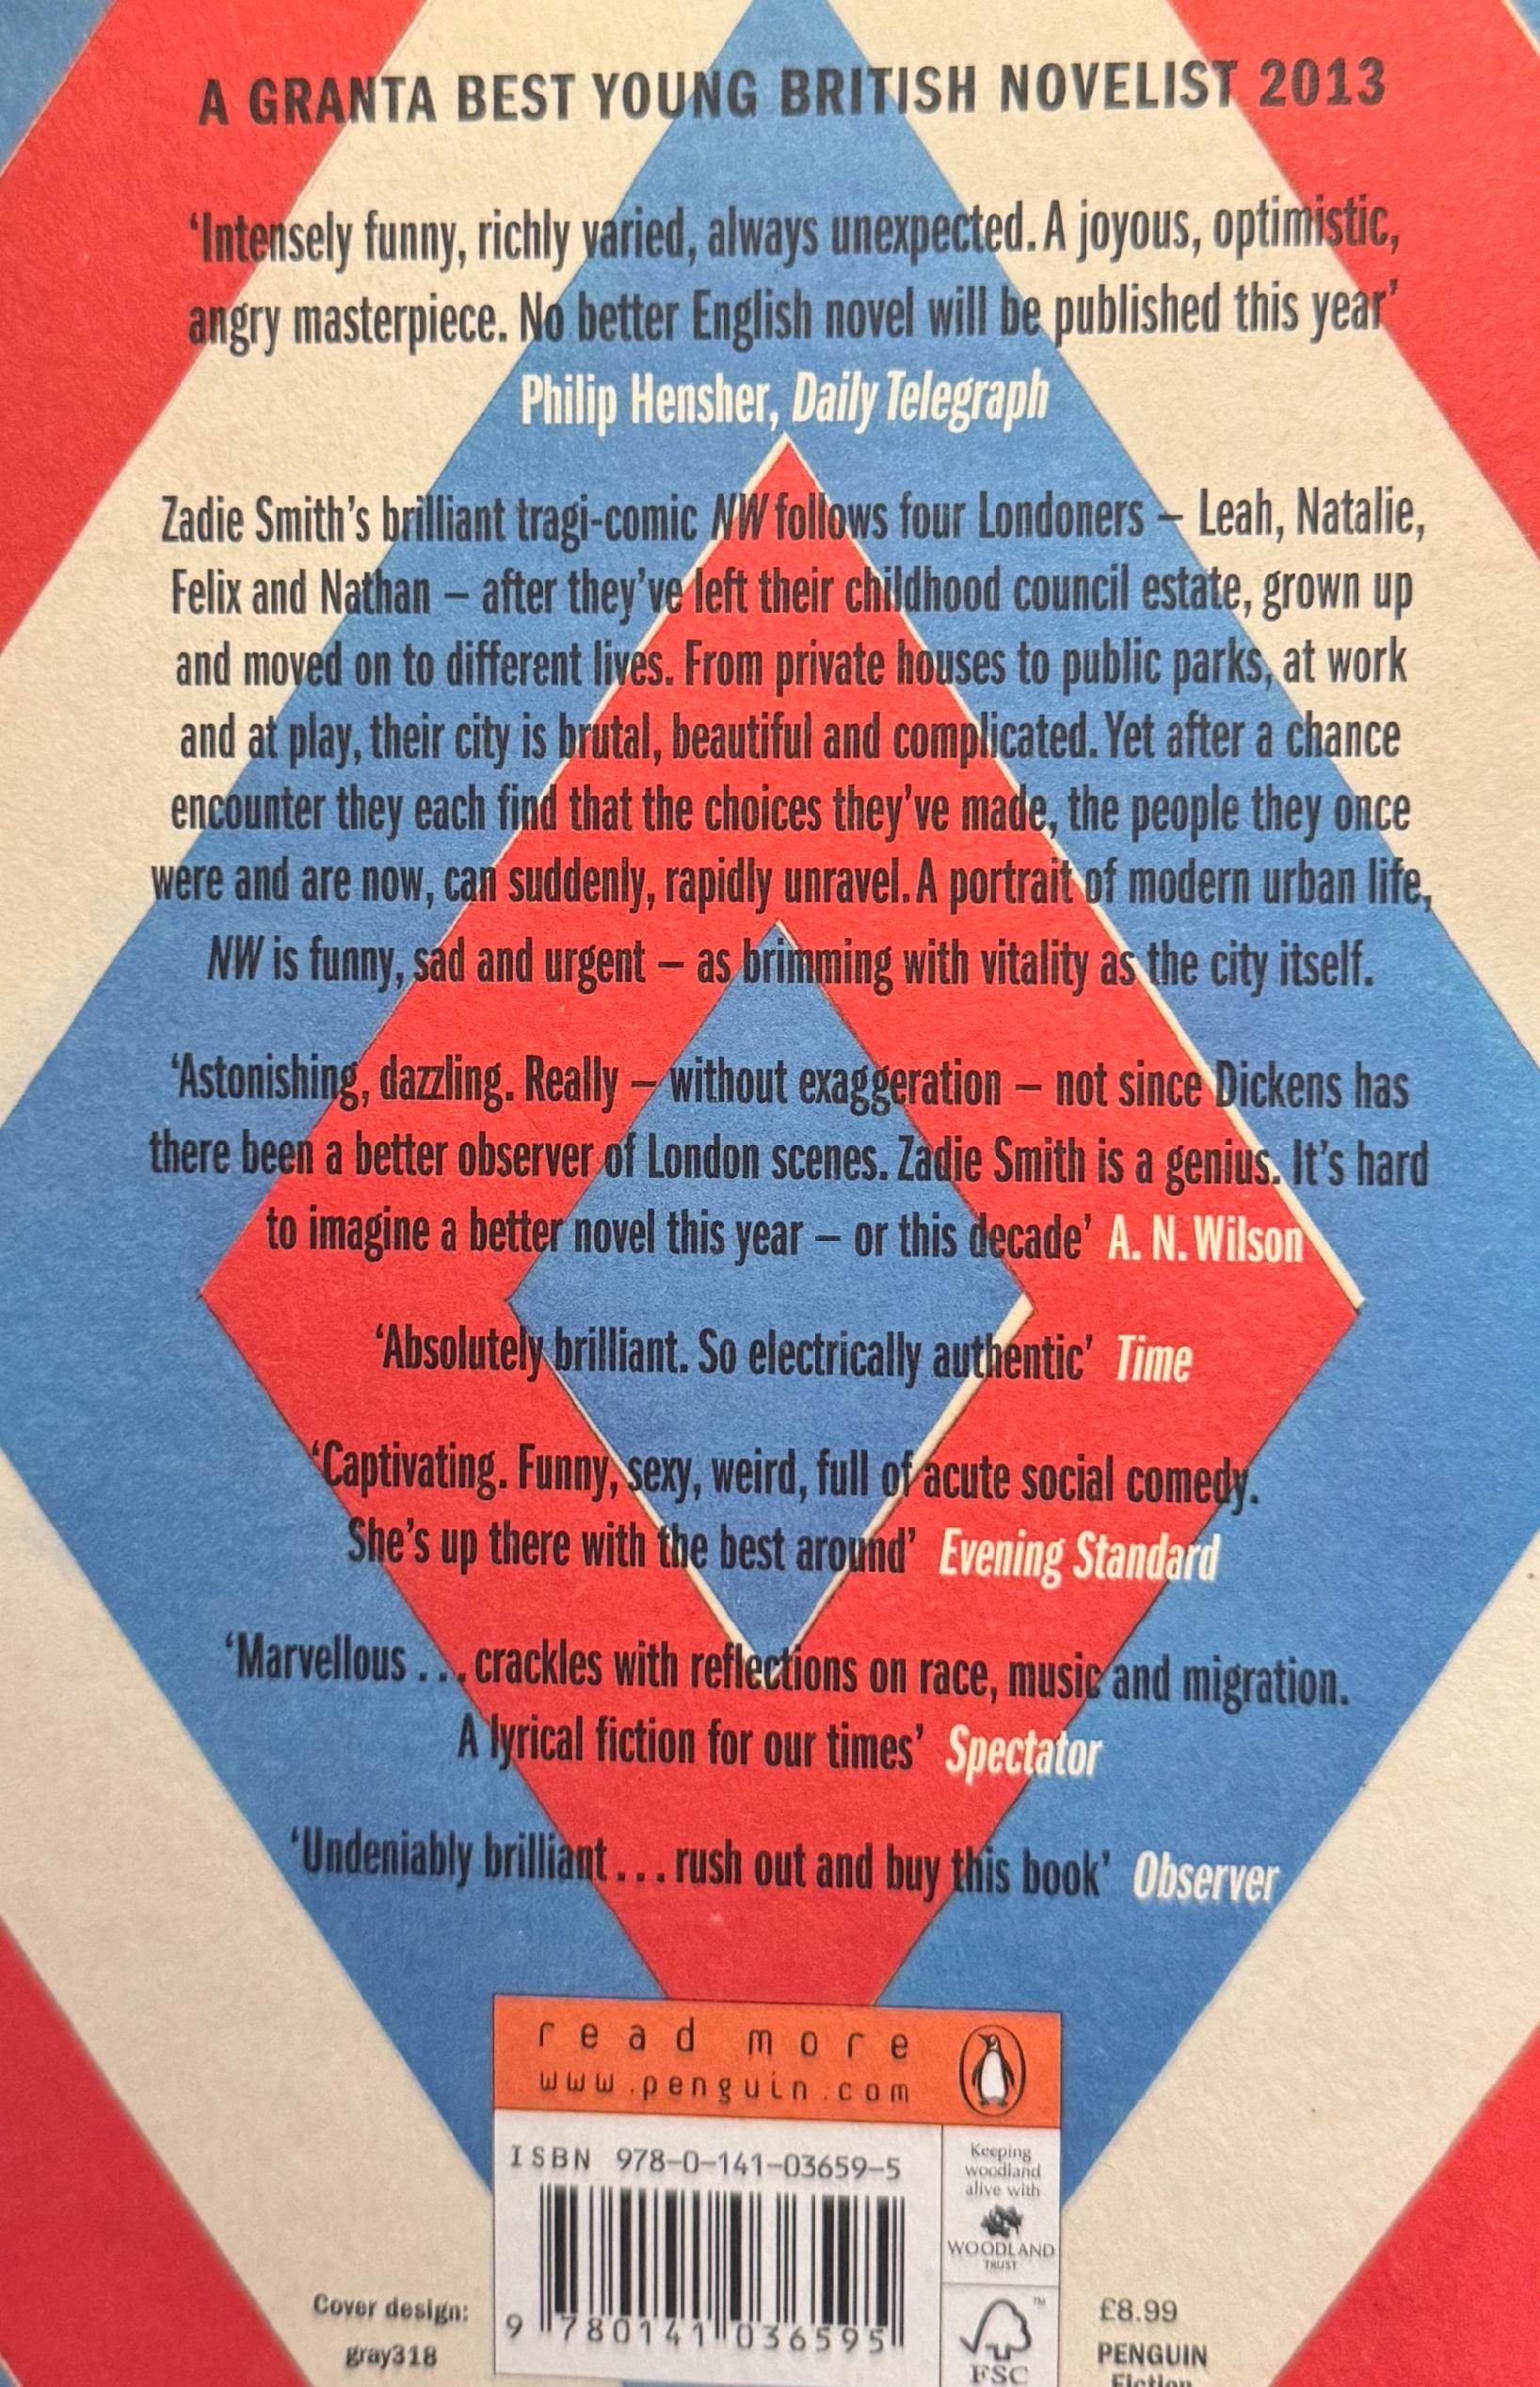 A GRANTA BEST YOUNG BRITISH NOVELIST 2013
‘Intensely funny, richly varied, always unexpected. A joyous, optimistic,
angry masterpiece. No better English novel will be published this year’
Philip Hensher, Daily Telegraph
Zadie Smith’s brilliant tragi-comic NW follows four Londoners – Leah, Natalie,
Felix and Nathan – after they’ve left their childhood council estate, grown up
and moved on to different lives. From private houses to public parks, at work
and at play, their city is brutal, beautiful and complicated. Yet after a chance
encounter they each find that the choices they’ve made, the people they once
were and are now, can suddenly, rapidly unravel. A portrait of modern urban life,
NW is funny, sad and urgent – as brimming with vitality as the city itself.
‘Astonishing, dazzling. Really – without exaggeration – not since Dickens has
there been a better observer of London scenes. Zadie Smith is a genius. It’s hard
to imagine a better novel this year – or this decade’ A. N. Wilson
‘Absolutely brilliant. So electrically authentic’ Time
‘Captivating. Funny, sexy, weird, full of acute social comedy.
She’s up there with the best around’ Evening Standard
‘Marvellous . . . crackles with reflections on race, music and migration.
A lyrical fiction for our times’ Spectator
‘Undeniably brilliant . . . rush out and buy this book’ Observer
read more
www.penguin.com
ISBN 978-0-141-03659-5
9 780141 036595
Keeping
woodland
alive with
WOODLAND
TRUST
™
FSC
Cover design:
gray318
£8.99
PENGUIN
Fiction